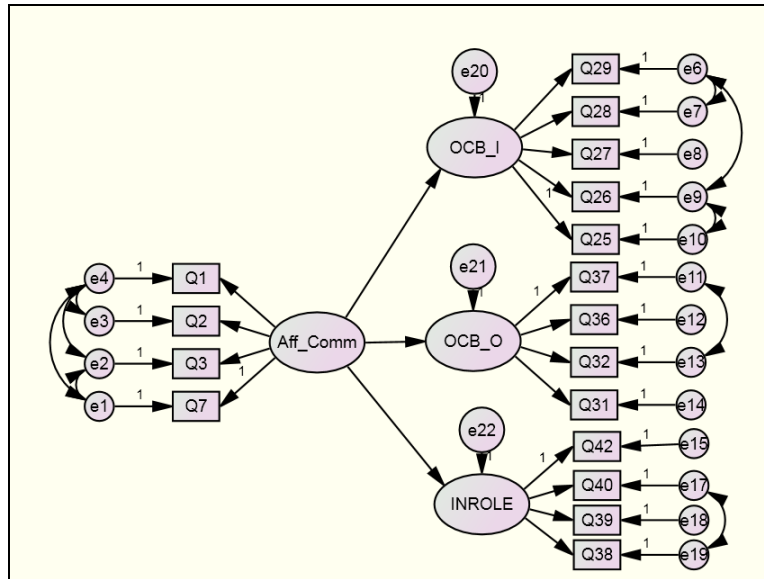 e20
1
OCB_I
Q29
1
e6
Q28
1
e7
Q27
1
e8
Q26
1
e9
1
Q25
1
e10
e21
1
OCB_O
1
Q37
1
e11
Q36
1
e12
Q32
1
e13
Q31
1
e14
e4
1
Q1
e3
1
Q2
e2
1
Q3
e1
1
Q7
1
Aff_Comm
e22
1
INROLE
1
Q42
1
e15
Q40
1
e17
Q39
1
e18
Q38
1
e19